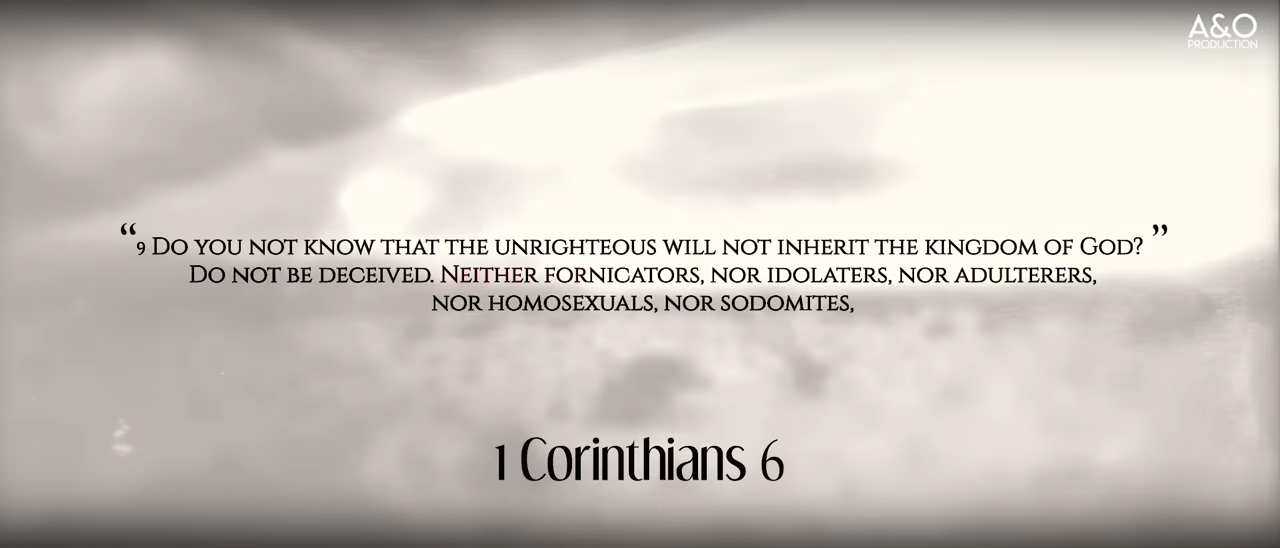 A&O
PRODUCTION
“9 Do you not know that the unrighteous will not inherit the kingdom of God? ”
Do not be deceived. Neither fornicators, nor idolaters, nor adulterers,
nor homosexuals, nor sodomites,
1 Corinthians 6